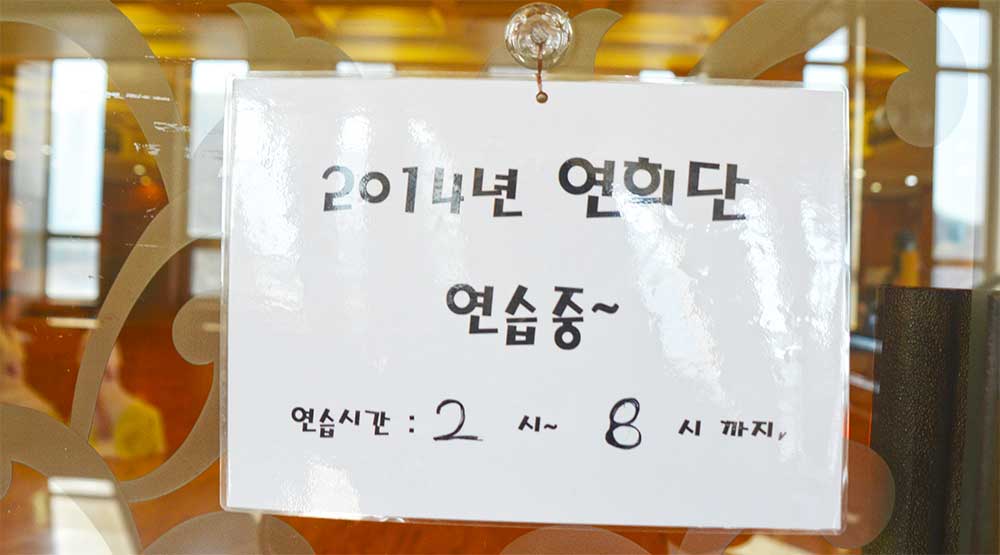 2014년 연희단
연습중~
연습시간 : 2 시~ 8 시 까지.